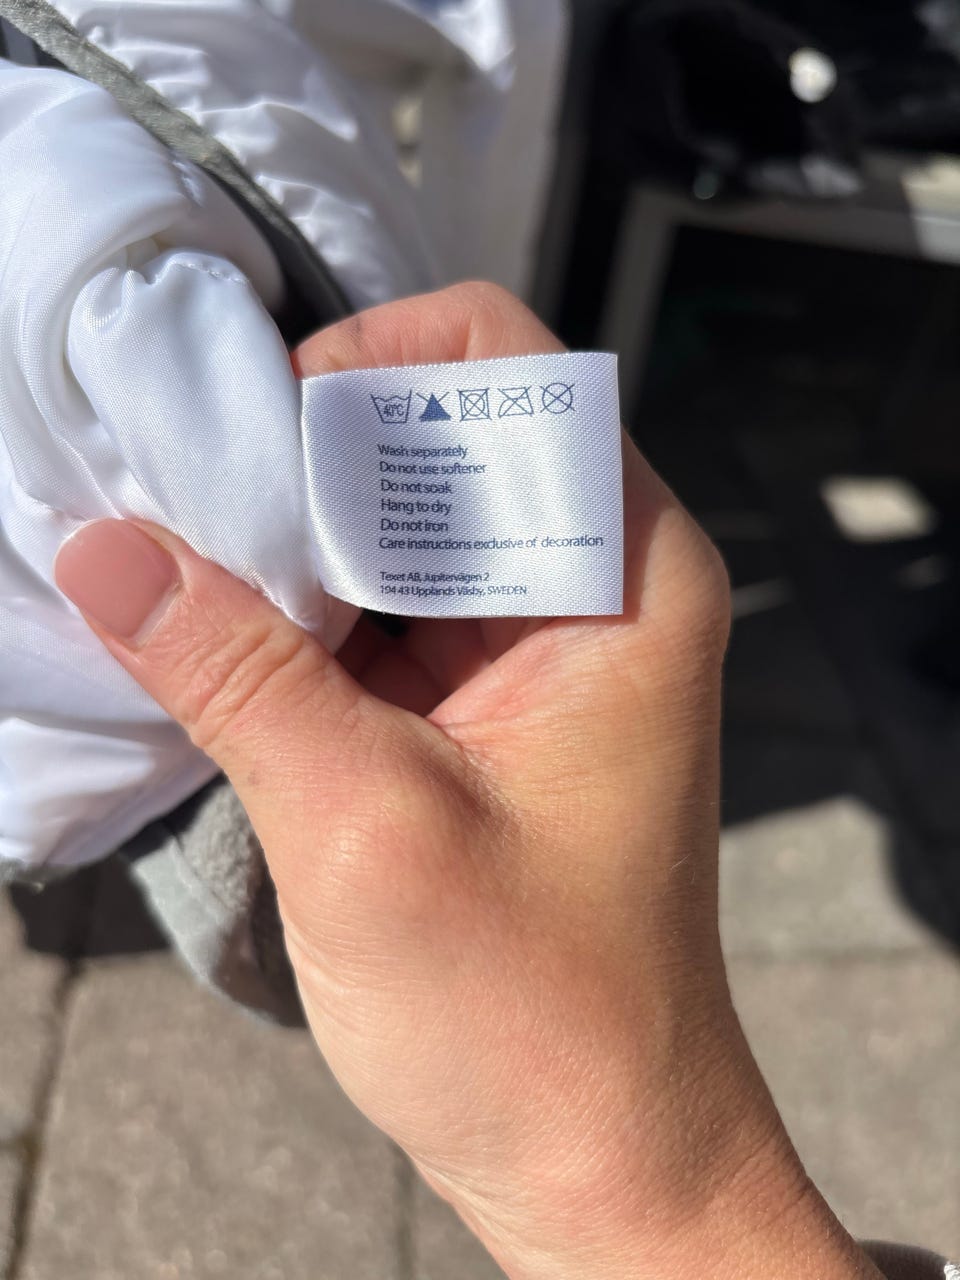 40°C
Wash separately
Do not use softener
Do not soak
Hang to dry
Do not iron
Care instructions exclusive of decoration
Texet AB, Jupitervägen 2
194 43 Upplands Väsby, SWEDEN